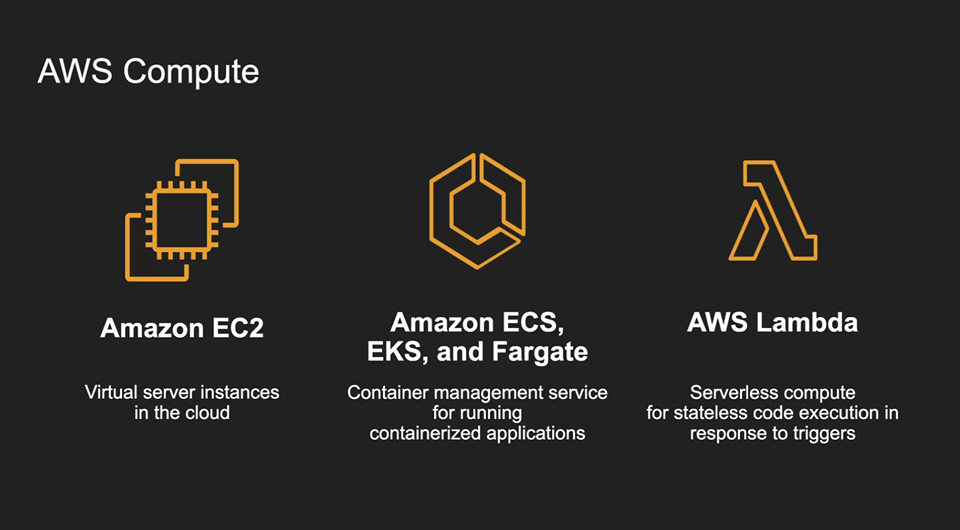 AWS Compute
Amazon EC2
Virtual server instances
in the cloud
Amazon ECS,
EKS, and Fargate
Container management service
for running
containerized applications
AWS Lambda
Serverless compute
for stateless code execution in
response to triggers